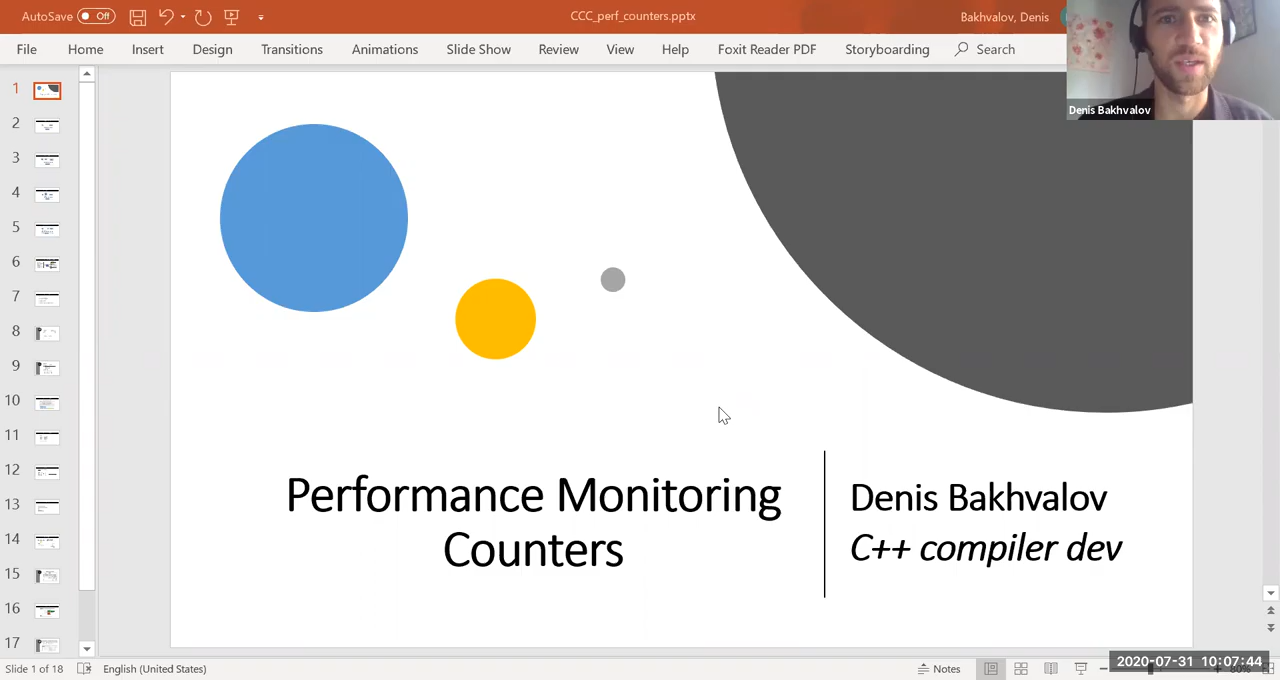 AutoSave Off
CCC_perf_counters.pptx
Bakhvalov, Denis
File Home Insert Design Transitions Animations Slide Show Review View Help Foxit Reader PDF Storyboarding Search
Denis Bakhvalov
1
2
3
4
5
6
7
8
9
10
11
12
13
14
15
16
17
Performance Monitoring
Counters
Denis Bakhvalov
C++ compiler dev
Slide 1 of 18 English (United States) Notes
2020-07-31 10:07:44